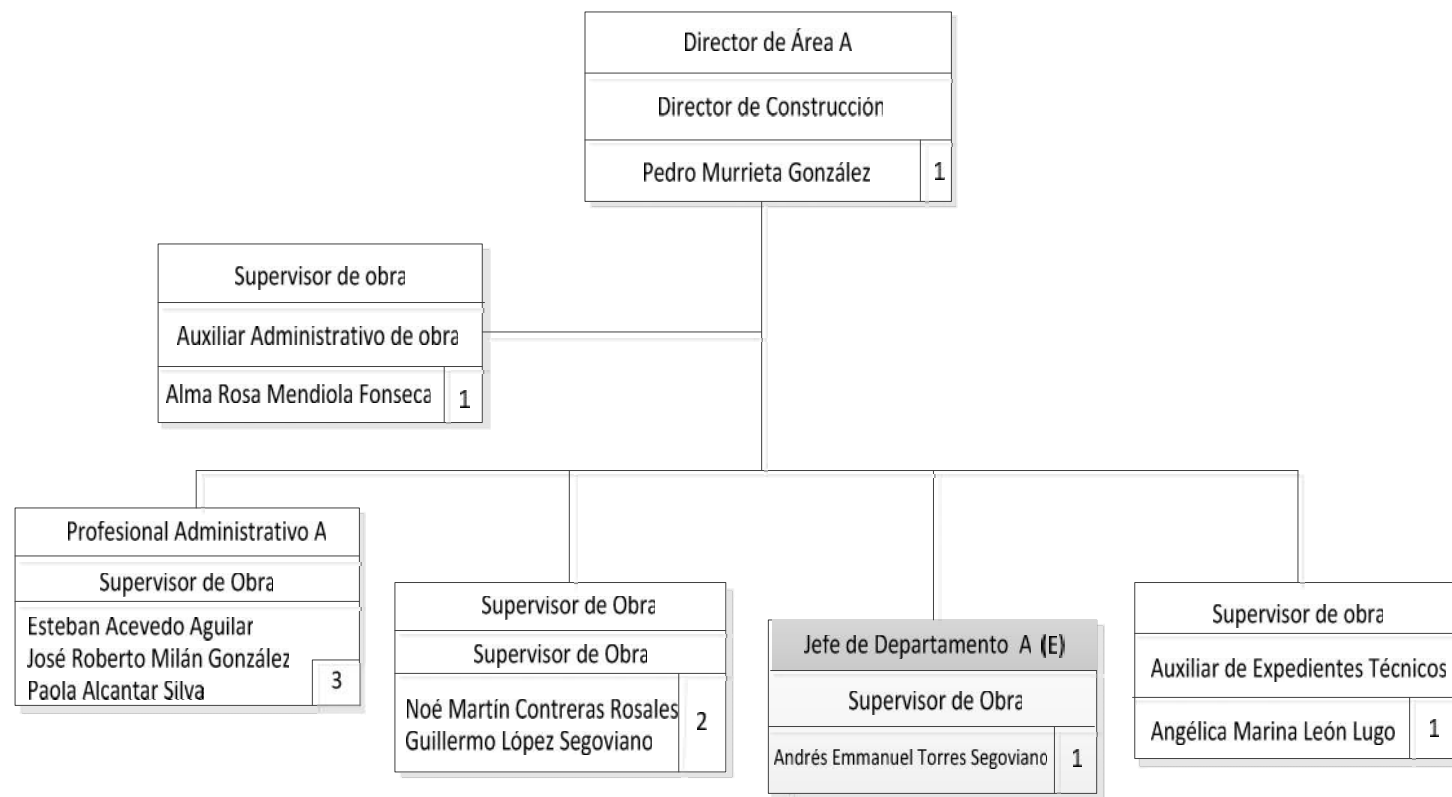 Director de Área A
Director de Construcción
Pedro Murrieta González 1
Supervisor de obra
Auxiliar Administrativo de obra
Alma Rosa Mendiola Fonseca 1
Profesional Administrativo A
Supervisor de Obra
Esteban Acevedo Aguilar
José Roberto Milán González
Paola Alcantar Silva 3
Supervisor de Obra
Supervisor de Obra
Noé Martín Contreras Rosales
Guillermo López Segoviano
2
Jefe de Departamento A (E)
Supervisor de Obra
Andrés Emmanuel Torres Segoviano 1
Supervisor de obra
Auxiliar de Expedientes Técnicos
Angélica Marina León Lugo 1